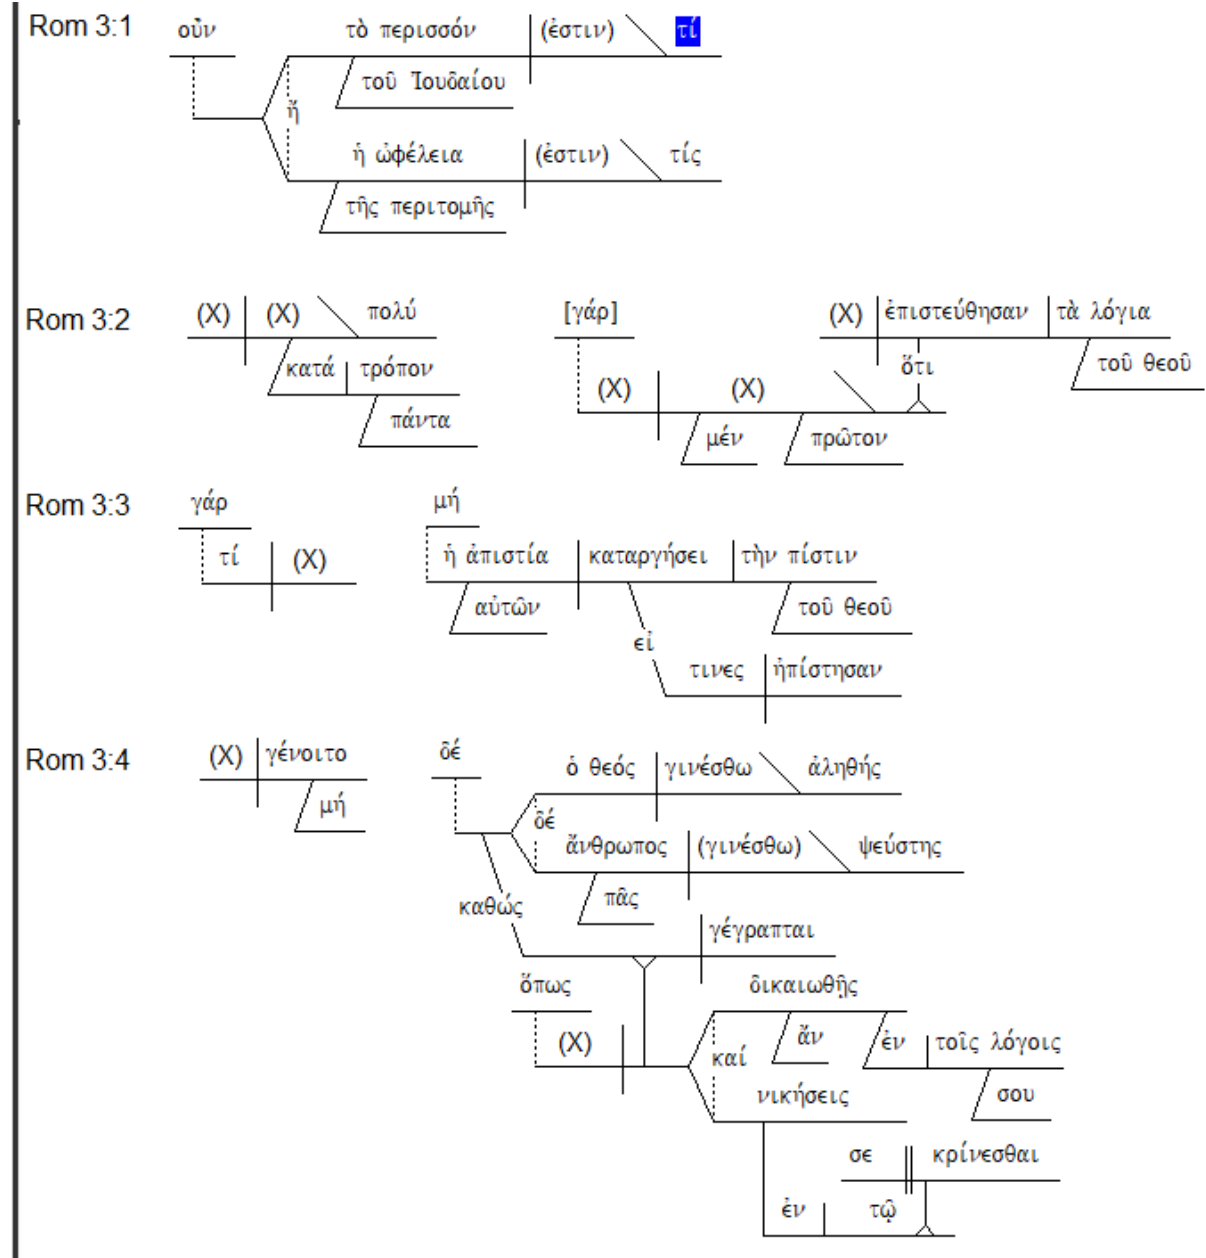 Rom 3:1
οὖν τὸ περισσόν (ἐστιν) τί
τοῦ Ἰουδαίου
ἤ
ἡ ὠφέλεια (ἐστιν) τίς
τῆς περιτομῆς
Rom 3:2
(X) (X) πολύ [γάρ] (X) ἐπιστεύθησαν τὰ λόγια
κατά τρόπον ὅτι τοῦ θεοῦ
(X) (X)
πάντα μέν πρῶτον
Rom 3:3
γάρ μή
τί (X) ἡ ἀπιστία καταργήσει τὴν πίστιν
αὐτῶν τοῦ θεοῦ
εἰ
τινες ἠπίστησαν
Rom 3:4
(X) γένοιτο δέ ὁ θεός γινέσθω ἀληθής
μή
δέ
ἄνθρωπος (γινέσθω) ψεύστης
πᾶς
καθώς
γέγραπται
ὅπως δικαιωθῇς
(X) καί ἄν ἐν τοῖς λόγοις
νικήσεις σου
σε κρίνεσθαι
ἐν τῷ